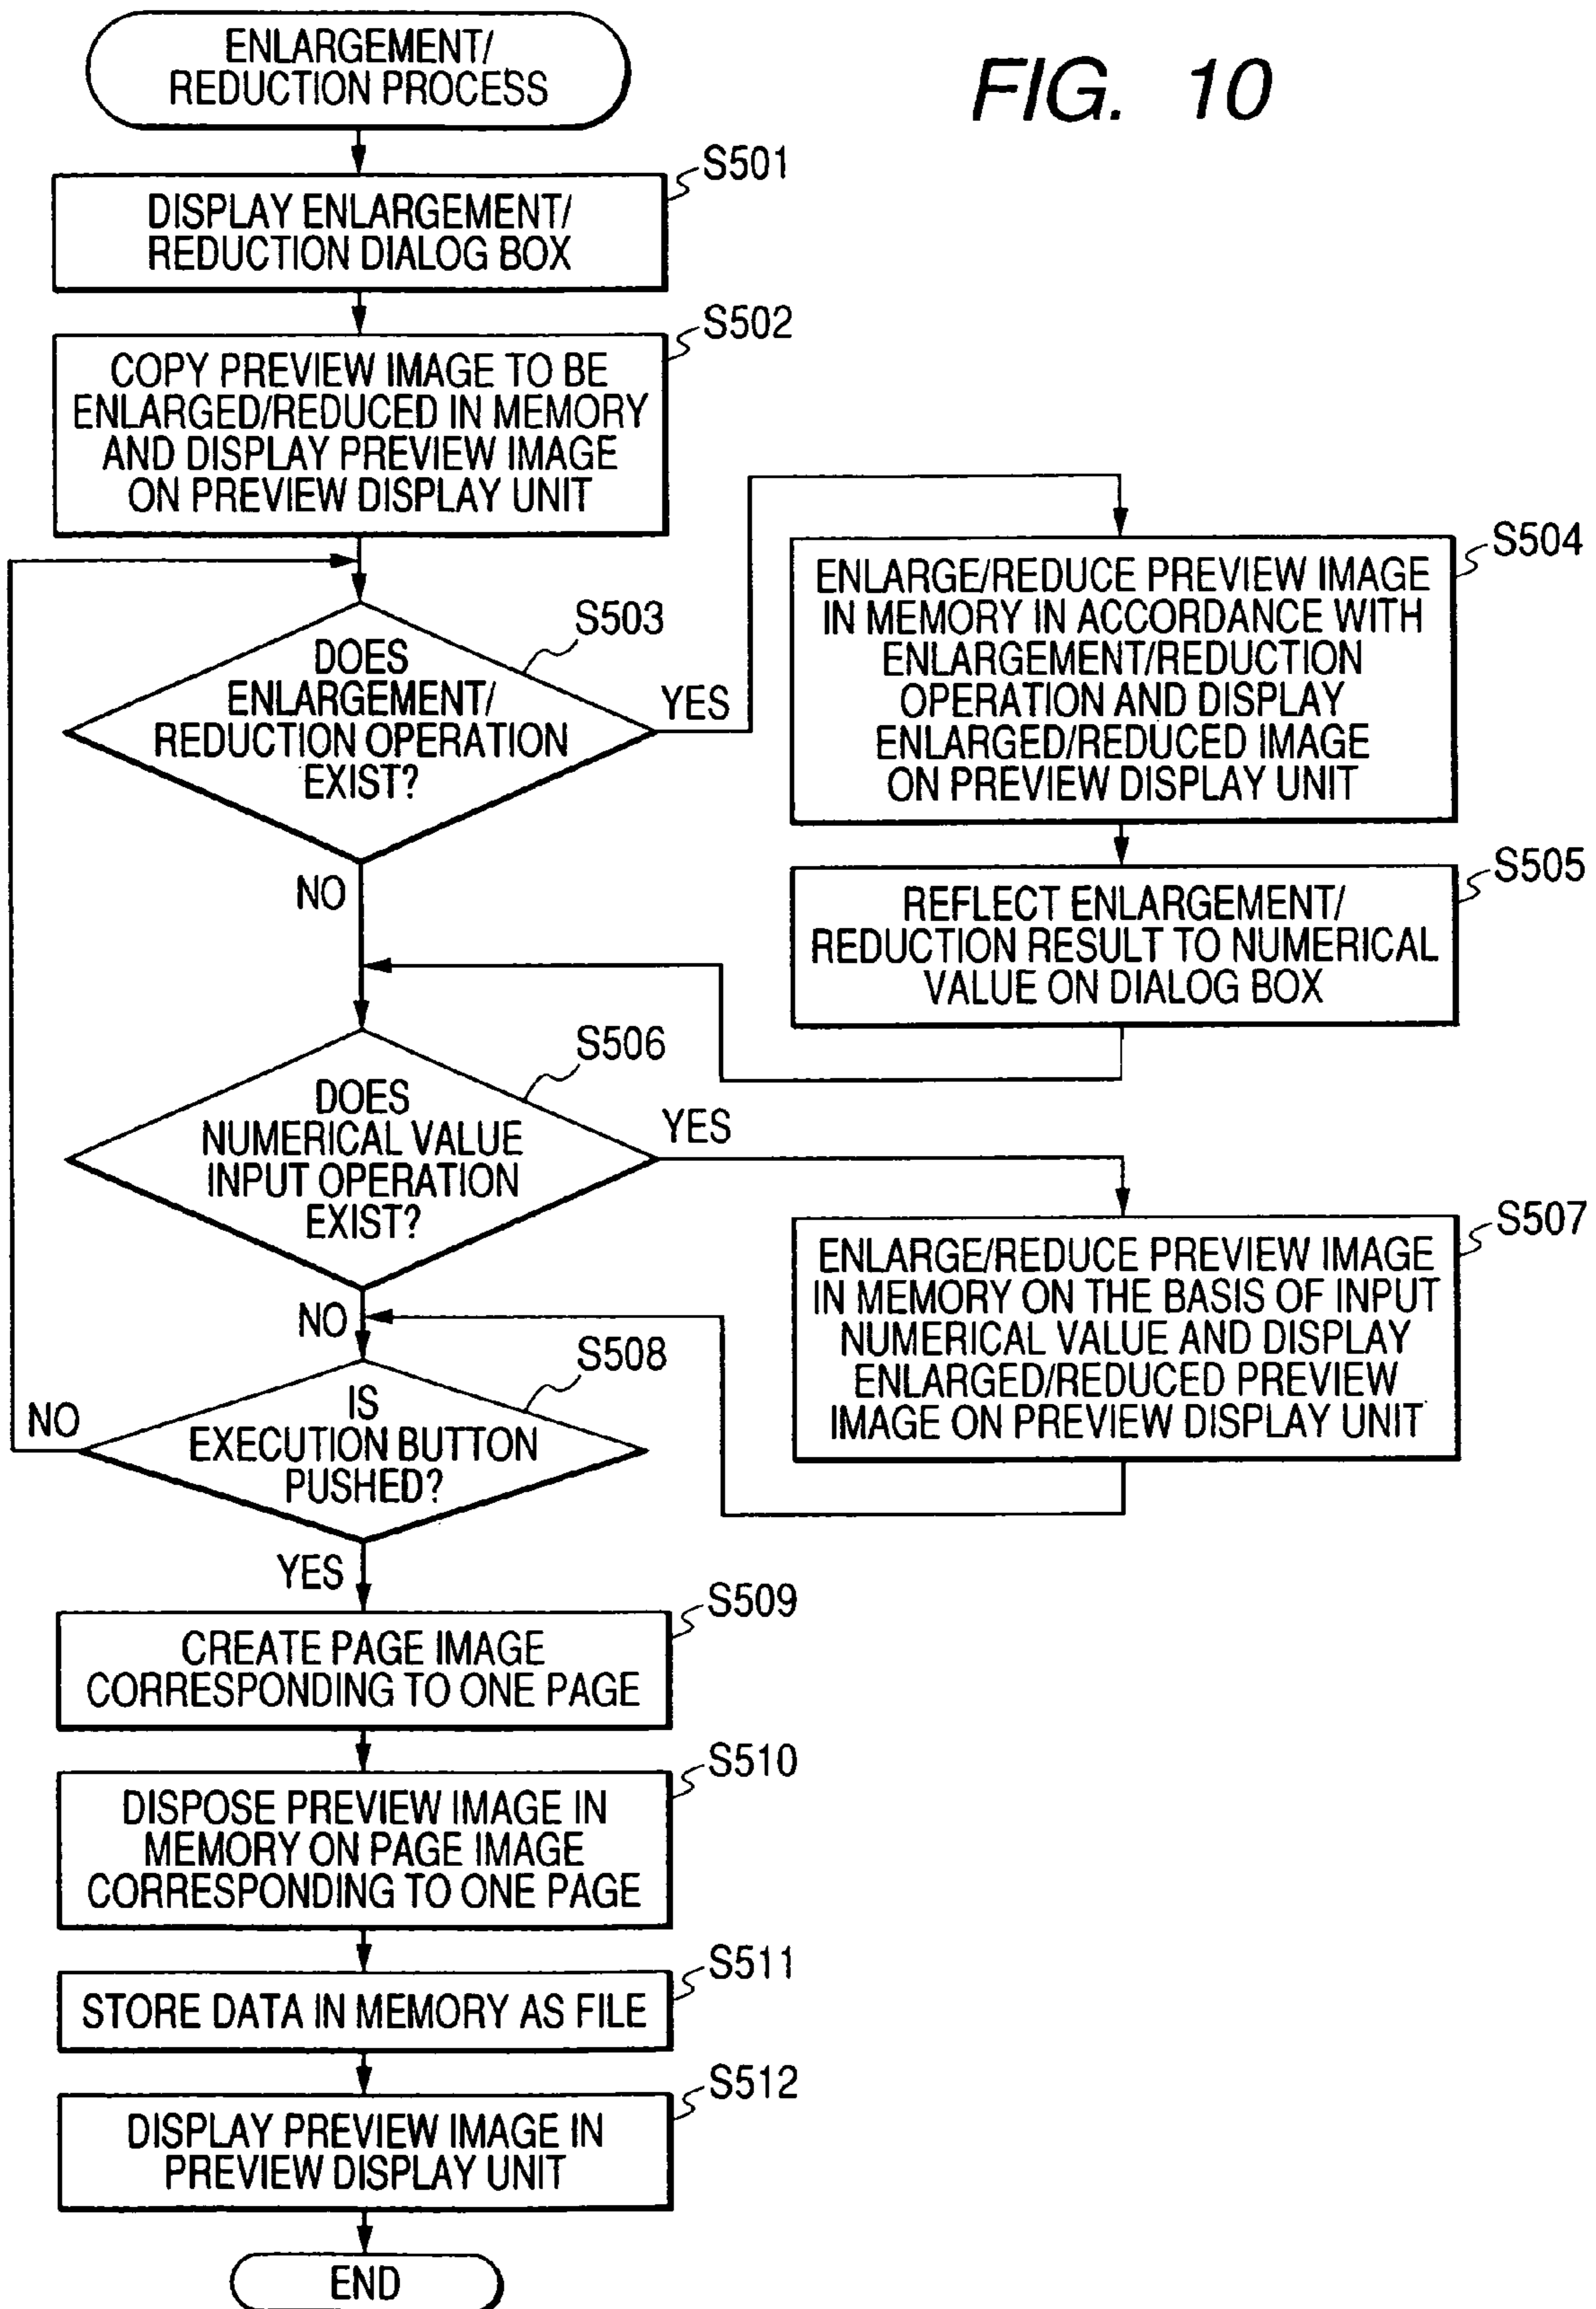 FIG. 10
ENLARGEMENT/
REDUCTION PROCESS
S501
DISPLAY ENLARGEMENT/
REDUCTION DIALOG BOX
S502
COPY PREVIEW IMAGE TO BE
ENLARGED/REDUCED IN MEMORY
AND DISPLAY PREVIEW IMAGE
ON PREVIEW DISPLAY UNIT
S503
DOES
ENLARGEMENT/
REDUCTION OPERATION
EXIST?
YES
NO
S504
ENLARGE/REDUCE PREVIEW IMAGE
IN MEMORY IN ACCORDANCE WITH
ENLARGEMENT/REDUCTION
OPERATION AND DISPLAY
ENLARGED/REDUCED IMAGE
ON PREVIEW DISPLAY UNIT
S505
REFLECT ENLARGEMENT/
REDUCTION RESULT TO NUMERICAL
VALUE ON DIALOG BOX
S506
DOES
NUMERICAL VALUE
INPUT OPERATION
EXIST?
YES
NO
S507
ENLARGE/REDUCE PREVIEW IMAGE
IN MEMORY ON THE BASIS OF INPUT
NUMERICAL VALUE AND DISPLAY
ENLARGED/REDUCED PREVIEW
IMAGE ON PREVIEW DISPLAY UNIT
S508
IS
EXECUTION BUTTON
PUSHED?
NO
YES
S509
CREATE PAGE IMAGE
CORRESPONDING TO ONE PAGE
S510
DISPOSE PREVIEW IMAGE IN
MEMORY ON PAGE IMAGE
CORRESPONDING TO ONE PAGE
S511
STORE DATA IN MEMORY AS FILE
S512
DISPLAY PREVIEW IMAGE IN
PREVIEW DISPLAY UNIT
END